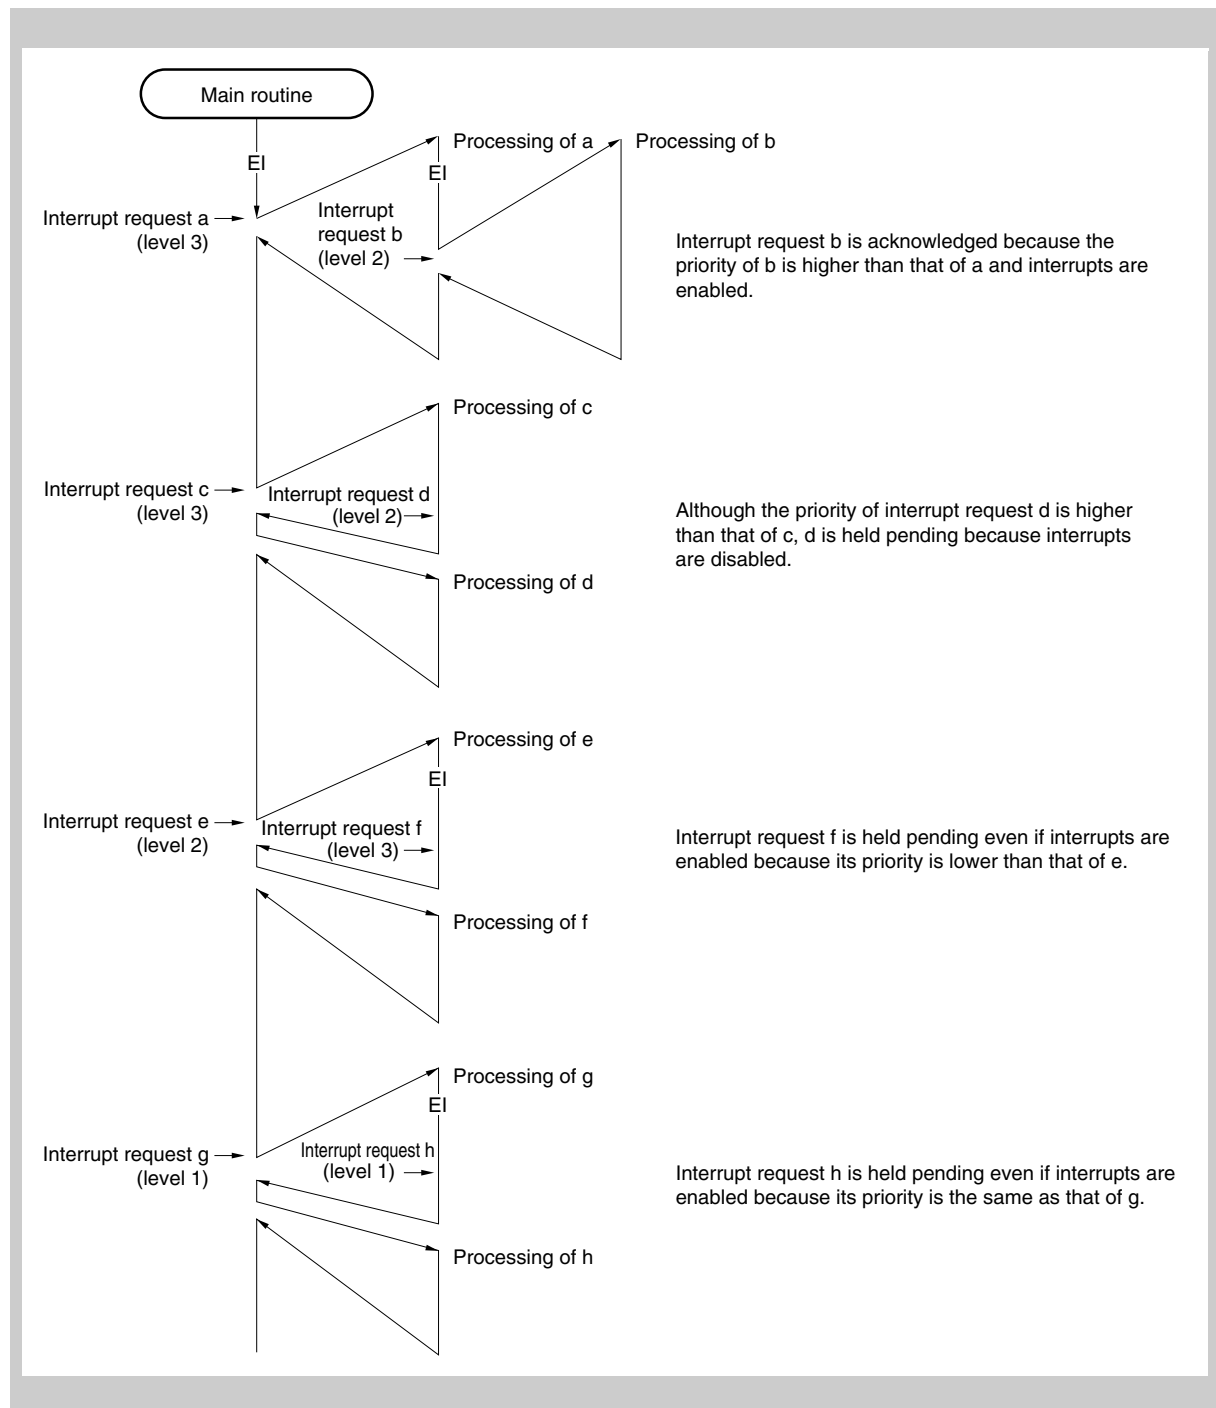 Main routine
EI
Processing of a
Processing of b
EI
Interrupt request a
(level 3)
Interrupt
request b
(level 2)
Interrupt request b is acknowledged because the
priority of b is higher than that of a and interrupts are
enabled.
Processing of c
Interrupt request c
(level 3)
Interrupt request d
(level 2)
Although the priority of interrupt request d is higher
than that of c, d is held pending because interrupts
are disabled.
Processing of d
Processing of e
EI
Interrupt request e
(level 2)
Interrupt request f
(level 3)
Interrupt request f is held pending even if interrupts are
enabled because its priority is lower than that of e.
Processing of f
Processing of g
EI
Interrupt request g
(level 1)
Interrupt request h
(level 1)
Interrupt request h is held pending even if interrupts are
enabled because its priority is the same as that of g.
Processing of h